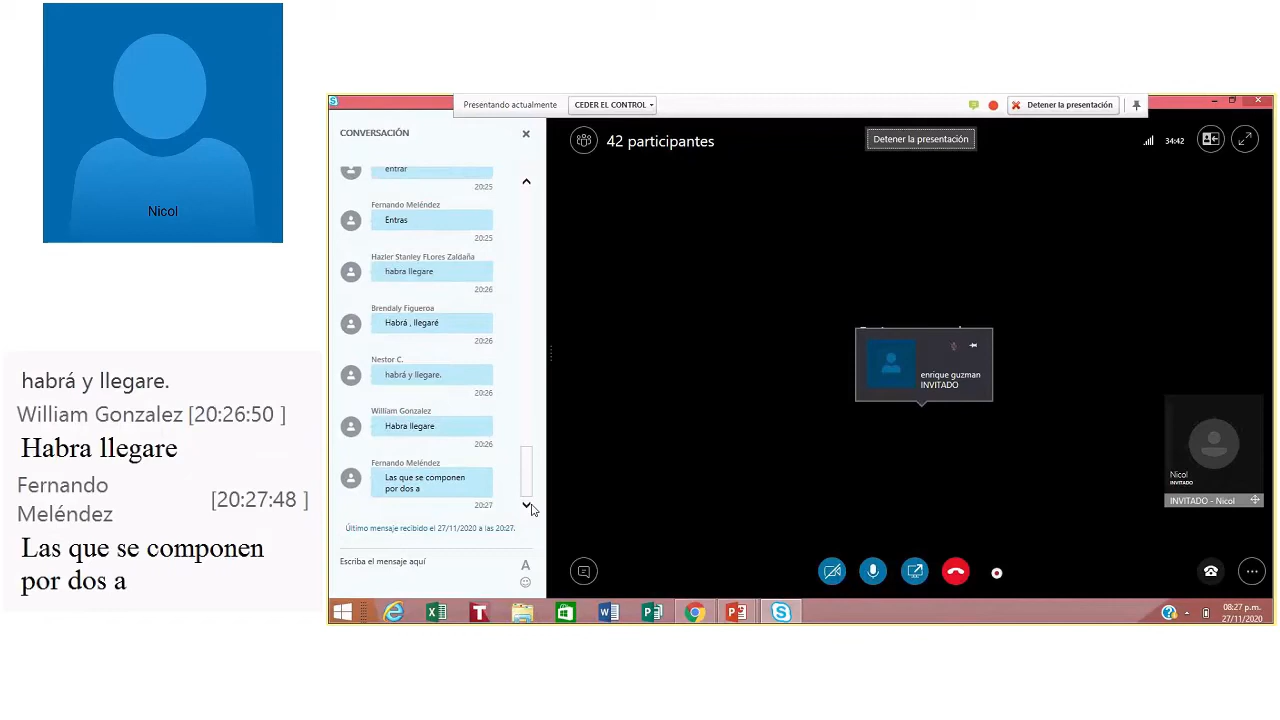 Nicol
habrá y llegare.
William Gonzalez [20:26:50 ]
Habra llegare
Fernando Meléndez [20:27:48 ]
Las que se componen
por dos a
Presentando actualmente
CEDER EL CONTROL
Detener la presentación
CONVERSACIÓN
42 participantes
Detener la presentación
34:42
entrar
20:25
Fernando Meléndez
Entras
20:25
Hazler Stanley FLores Zaldaña
habra llegare
20:26
Brendaly Figueroa
Habrá , llegaré
20:26
Nestor C.
habrá y llegare.
20:26
William Gonzalez
Habra llegare
20:26
Fernando Meléndez
Las que se componen
por dos a
20:27
Último mensaje recibido el 27/11/2020 a las 20:27.
Escriba el mensaje aquí
A
enrique guzman
INVITADO
Nicol
INVITADO
INVITADO - Nicol
08:27 p.m.
27/11/2020